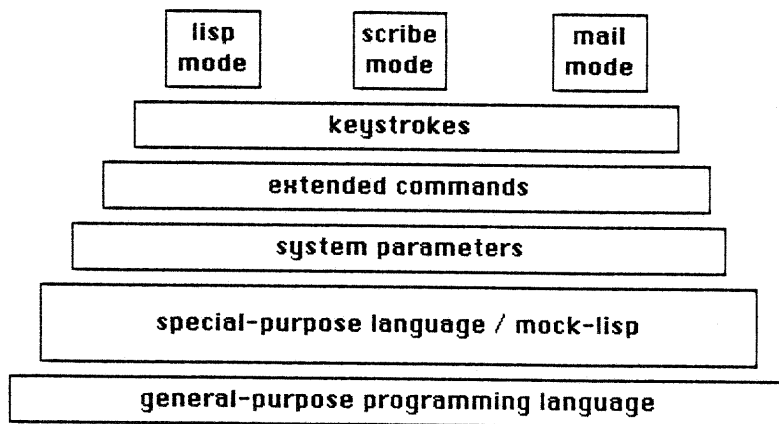 lisp
mode
scribe
mode
mail
mode
keystrokes
extended commands
system parameters
special-purpose language / mock-lisp
general-purpose programming language